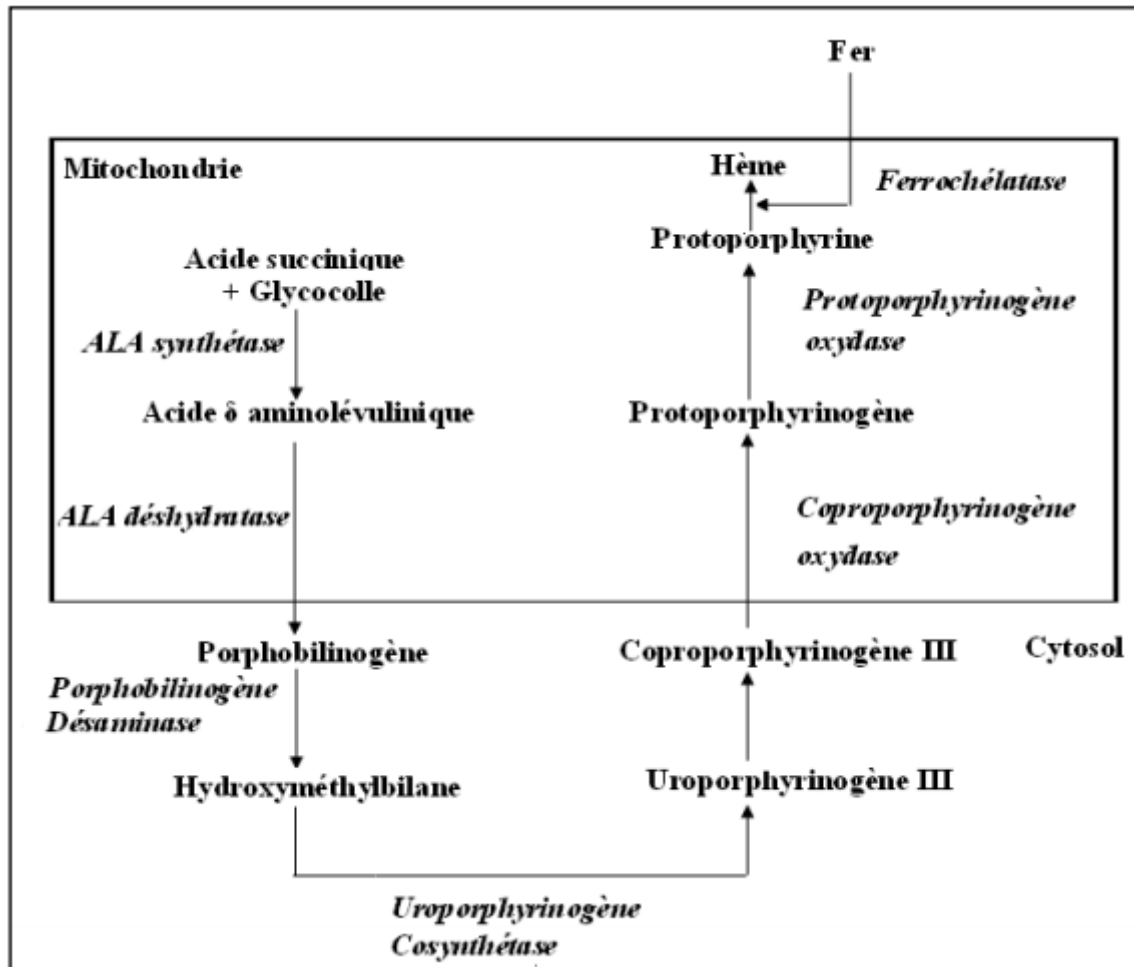 Fer
Mitochondrie
Hème
Ferrochélatase
Protoporphyrine
Acide succinique
+ Glycocolle
Protoporphyrinogène
oxydase
ALA synthétase
Acide δ aminolévulinique
Protoporphyrinogène
ALA déshydratase
Coproporphyrinogène
oxydase
Porphobilinogène
Coproporphyrinogène III
Cytosol
Porphobilinogène
Désaminase
Hydroxyméthylbilane
Uroporphyrinogène III
Uroporphyrinogène
Cosynthétase